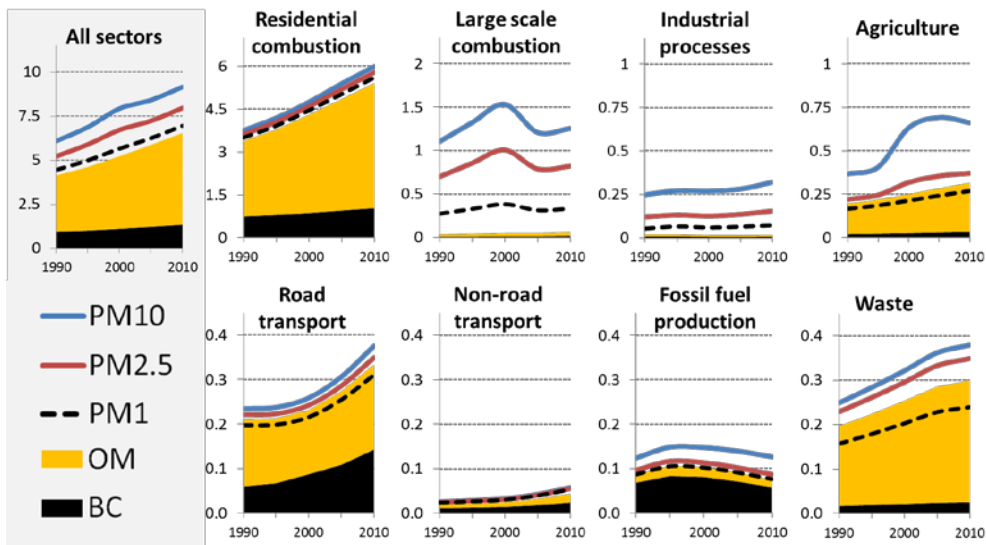 All sectors
10
7.5
5
2.5
0
1990 2000 2010
Residential
combustion
6
4.5
3
1.5
0
1990 2000 2010
Large scale
combustion
2
1.5
1
0.5
0
1990 2000 2010
Industrial
processes
1
0.75
0.5
0.25
0
1990 2000 2010
Agriculture
1
0.75
0.5
0.25
0
1990 2000 2010
PM10
PM2.5
PM1
OM
BC
Road
transport
0.4
0.3
0.2
0.1
0.0
1990 2000 2010
Non-road
transport
0.4
0.3
0.2
0.1
0.0
1990 2000 2010
Fossil fuel
production
0.4
0.3
0.2
0.1
0.0
1990 2000 2010
Waste
0.4
0.3
0.2
0.1
0.0
1990 2000 2010